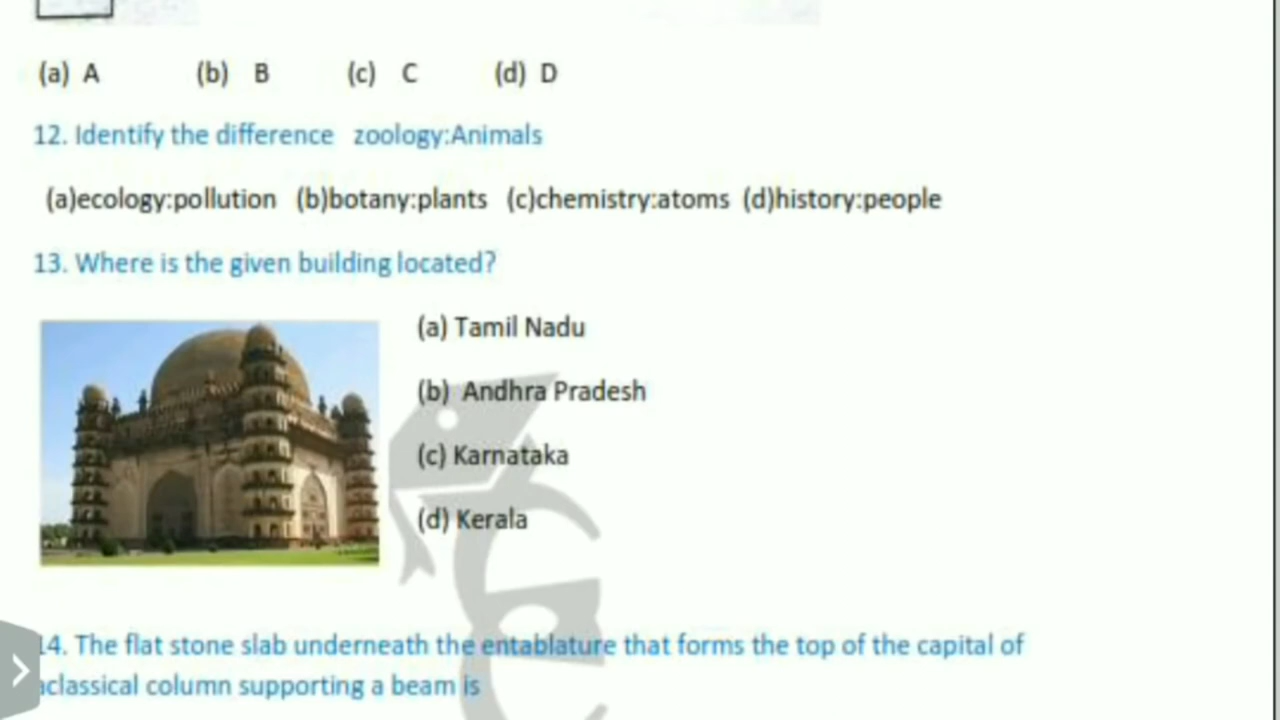 (a) A (b) B (c) C (d) D
12. Identify the difference zoology:Animals
(a)ecology:pollution (b)botany:plants (c)chemistry:atoms (d)history:people
13. Where is the given building located?
(a) Tamil Nadu
(b) Andhra Pradesh
(c) Karnataka
(d) Kerala
14. The flat stone slab underneath the entablature that forms the top of the capital of
aclassical column supporting a beam is